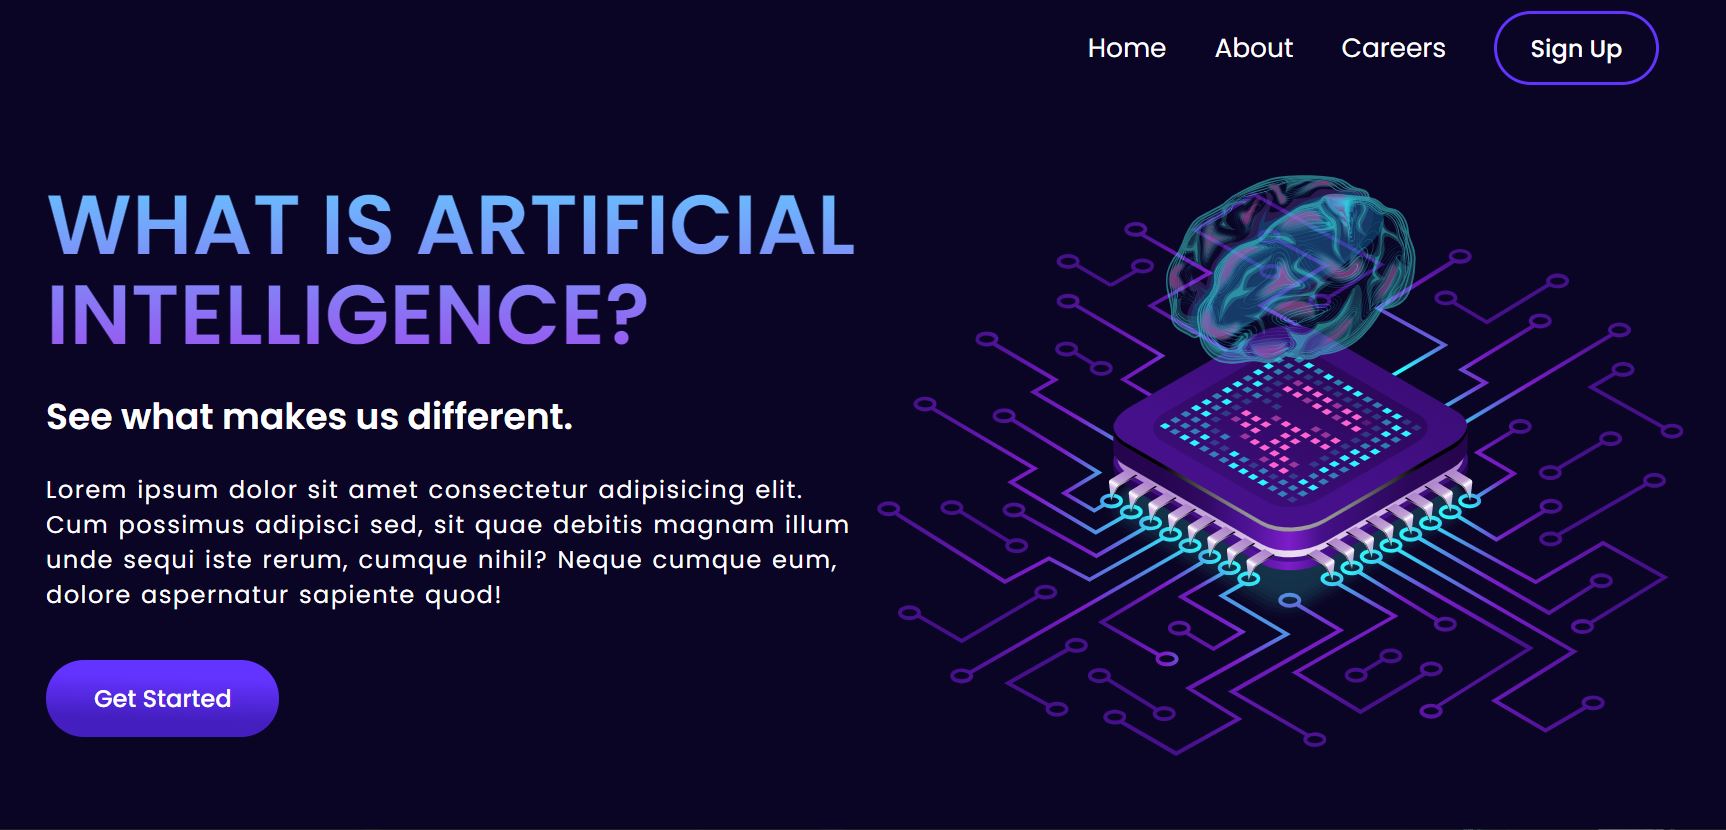 Home About Careers Sign Up
WHAT IS ARTIFICIAL
INTELLIGENCE?
See what makes us different.
Lorem ipsum dolor sit amet consectetur adipisicing elit.
Cum possimus adipisci sed, sit quae debitis magnam illum
unde sequi iste rerum, cumque nihil? Neque cumque eum,
dolore aspernatur sapiente quod!
Get Started